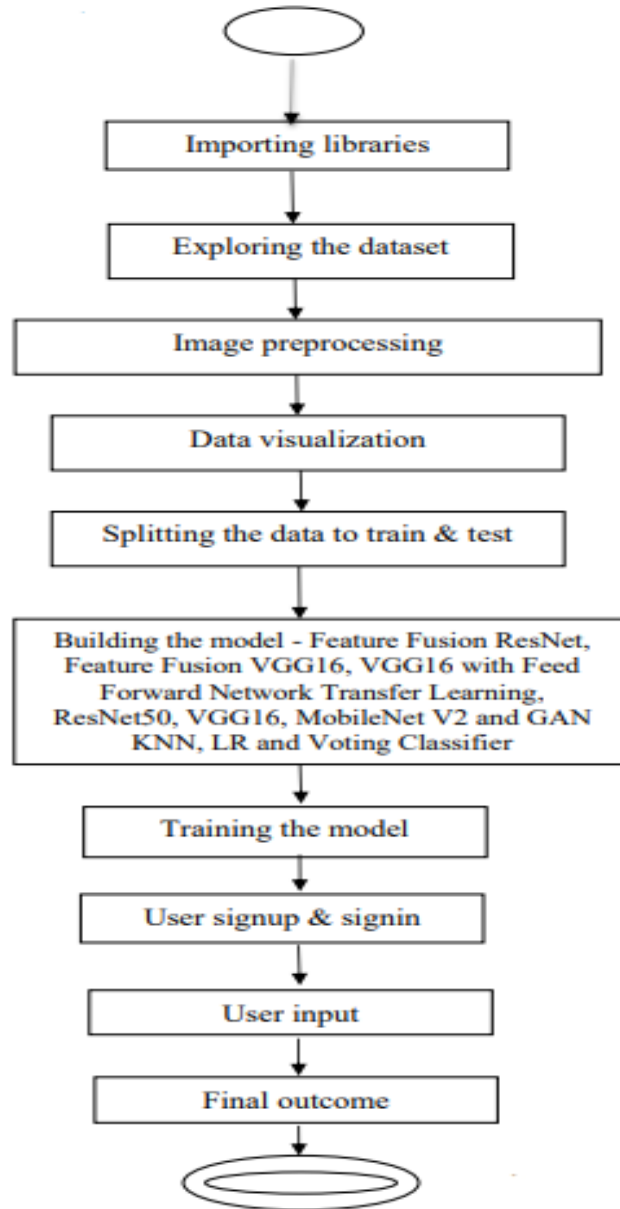 Importing libraries
Exploring the dataset
Image preprocessing
Data visualization
Splitting the data to train & test
Building the model - Feature Fusion ResNet,
Feature Fusion VGG16, VGG16 with Feed
Forward Network Transfer Learning,
ResNet50, VGG16, MobileNet V2 and GAN
KNN, LR and Voting Classifier
Training the model
User signup & signin
User input
Final outcome